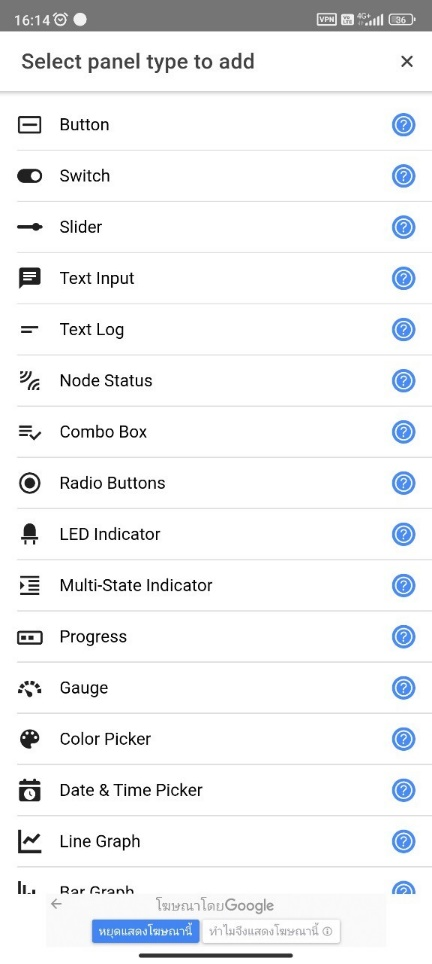 16:14
VPN
4G+
36
Select panel type to add
Button
Switch
Slider
Text Input
Text Log
Node Status
Combo Box
Radio Buttons
LED Indicator
Multi-State Indicator
Progress
Gauge
Color Picker
Date & Time Picker
Line Graph
Bar Graph
โฆษณาโดยGoogle
หยุดแสดงโฆษณานี้
ทำไมจึงแสดงโฆษณานี้